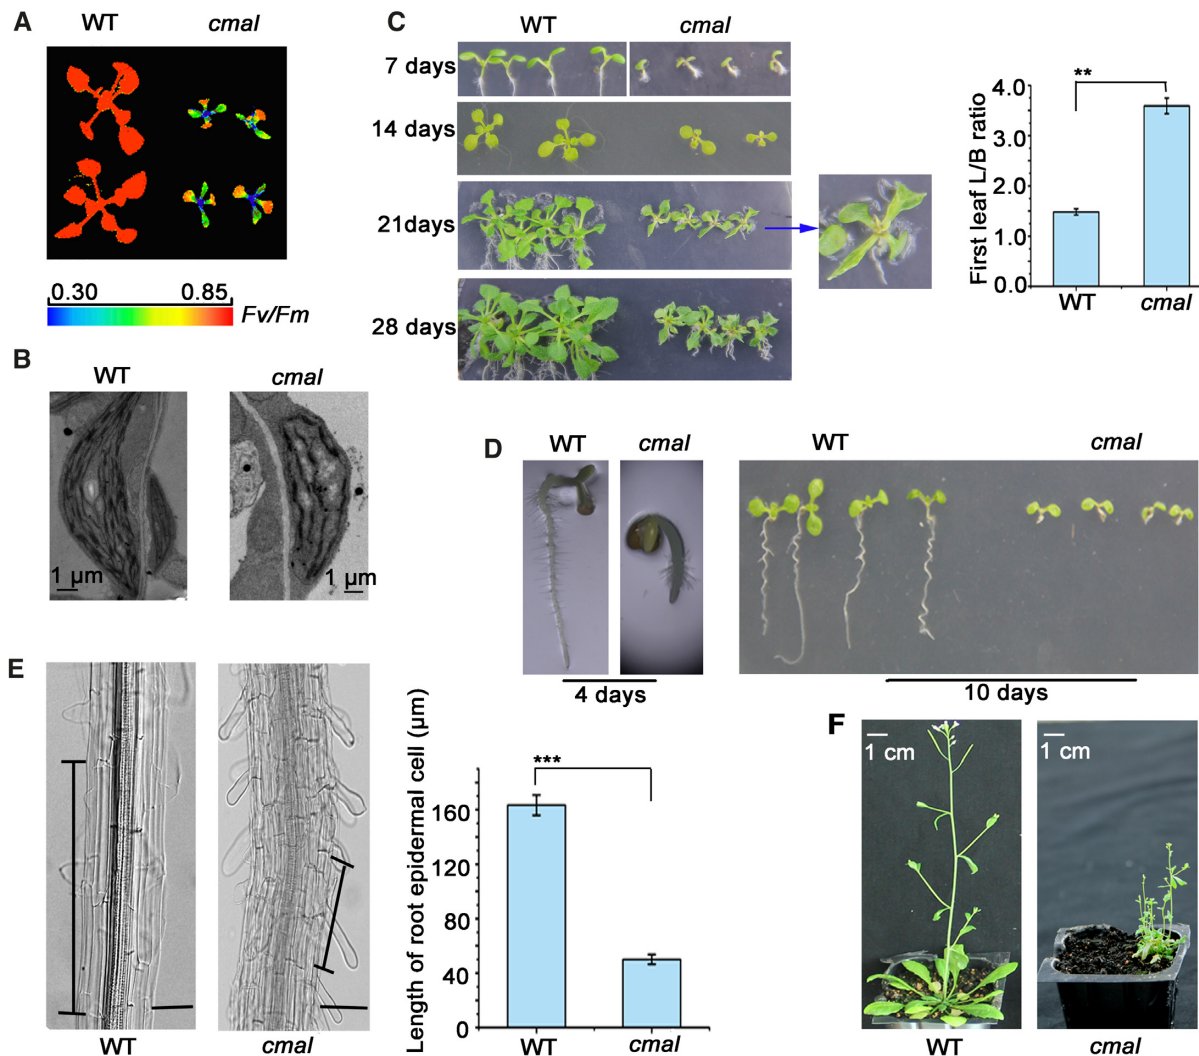 A
WT cmal
0.30 0.85
Fv/Fm
B
WT cmal
1 µm 1 µm
C
WT cmal
7 days
14 days
21days
28 days
First leaf L/B ratio
4.0
3.0
2.0
1.0
0.0
**
WT cmal
D
WT cmal WT cmal
4 days 10 days
E
WT cmal
Length of root epidermal cell (µm)
160
120
80
40
0
***
WT cmal
F
1 cm 1 cm
WT cmal